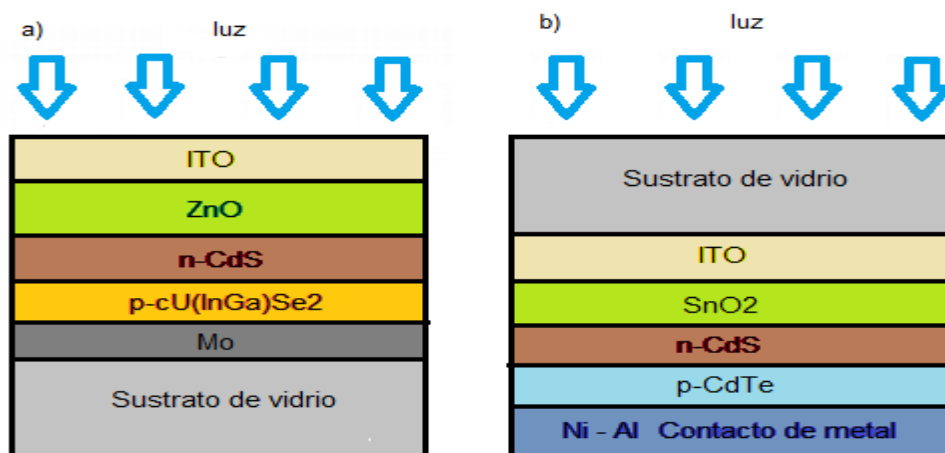 a) luz
ITO
ZnO
n-CdS
p-cU(InGa)Se2
Mo
Sustrato de vidrio
b) luz
Sustrato de vidrio
ITO
SnO2
n-CdS
p-CdTe
Ni - Al Contacto de metal